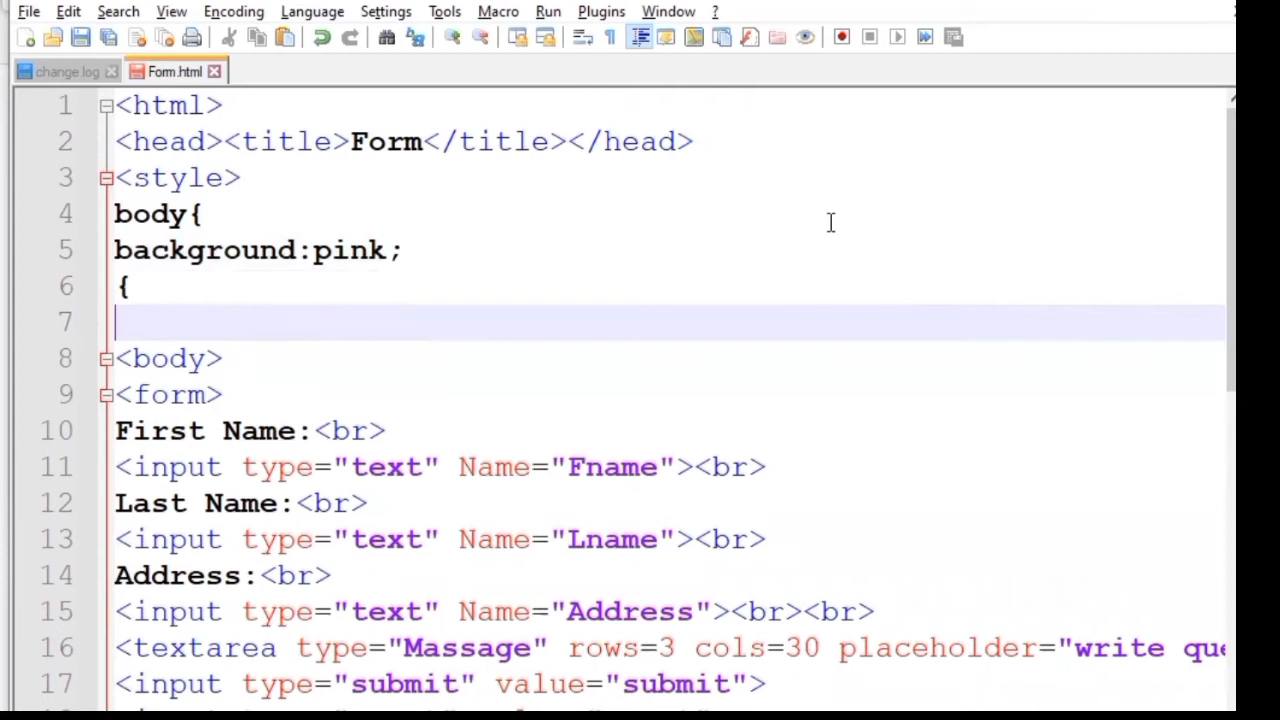 File Edit Search View Encoding Language Settings Tools Macro Run Plugins Window ?
change.log Form.html
1 <html>
2 <head><title>Form</title></head>
3 <style>
4 body{
5 background:pink;
6 {
7
8 <body>
9 <form>
10 First Name:<br>
11 <input type="text" Name="Fname"><br>
12 Last Name:<br>
13 <input type="text" Name="Lname"><br>
14 Address:<br>
15 <input type="text" Name="Address"><br><br>
16 <textarea type="Massage" rows=3 cols=30 placeholder="write que
17 <input type="submit" value="submit">